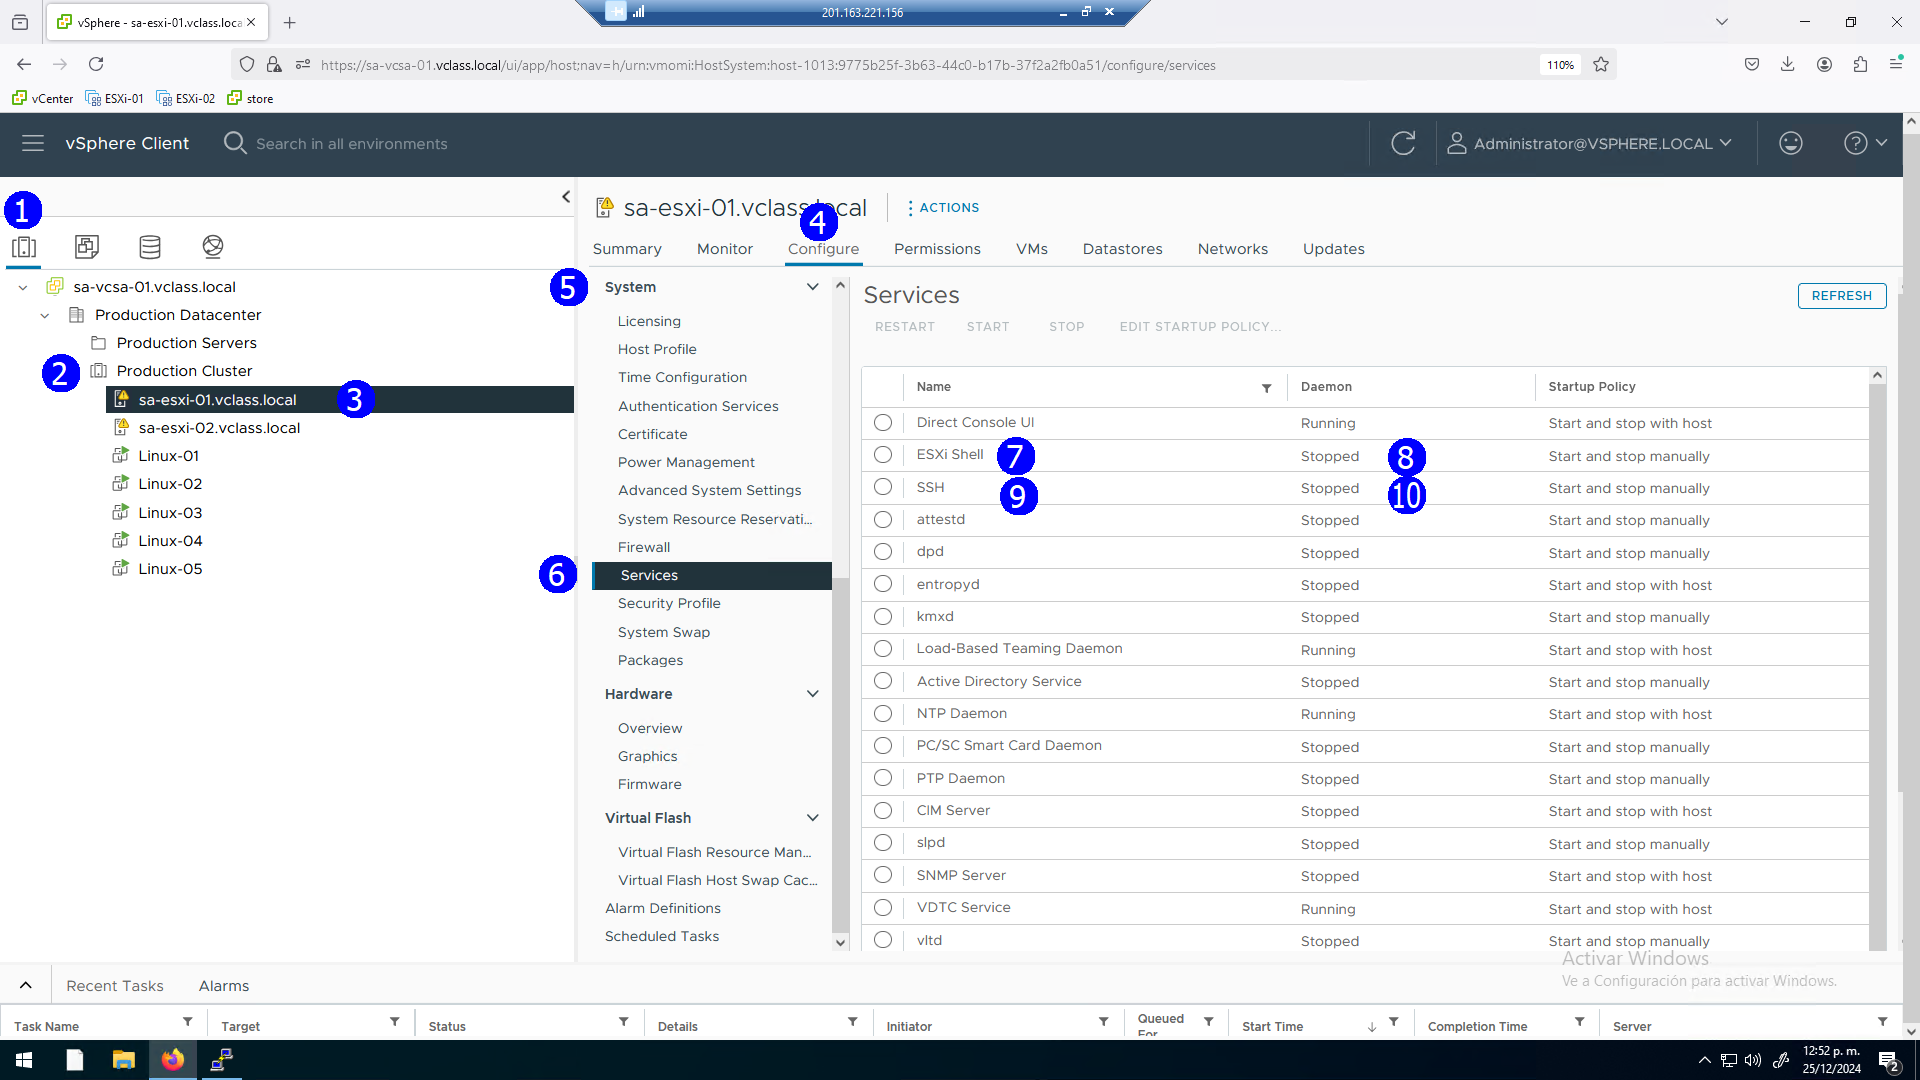 vSphere - sa-esxi-01.vclass.loca
201.163.221.156
https://sa-vcsa-01.vclass.local/ui/app/host;nav=h/urn:vmomi:HostSystem:host-1013:9775b25f-3b63-44c0-b17b-37f2a2fb0a51/configure/services
110%
vCenter ESXi-01 ESXi-02 store
vSphere Client
Search in all environments
Administrator@VSPHERE.LOCAL
1
sa-vcsa-01.vclass.local
Production Datacenter
Production Servers
2 Production Cluster
sa-esxi-01.vclass.local 3
sa-esxi-02.vclass.local
Linux-01
Linux-02
Linux-03
Linux-04
Linux-05
sa-esxi-01.vclass.local
ACTIONS
4
Summary Monitor Configure Permissions VMs Datastores Networks Updates
5 System
Licensing
Host Profile
Time Configuration
Authentication Services
Certificate
Power Management
Advanced System Settings
System Resource Reservati...
Firewall
6 Services
Security Profile
System Swap
Packages
Hardware
Overview
Graphics
Firmware
Virtual Flash
Virtual Flash Resource Man...
Virtual Flash Host Swap Cac...
Alarm Definitions
Scheduled Tasks
Services
REFRESH
RESTART START STOP EDIT STARTUP POLICY...
Name Daemon Startup Policy
Direct Console UI Running Start and stop with host
ESXi Shell 7 Stopped 8 Start and stop manually
SSH 9 Stopped 10 Start and stop manually
attestd Stopped Start and stop manually
dpd Stopped Start and stop manually
entropyd Stopped Start and stop with host
kmxd Stopped Start and stop manually
Load-Based Teaming Daemon Running Start and stop with host
Active Directory Service Stopped Start and stop manually
NTP Daemon Running Start and stop with host
PC/SC Smart Card Daemon Stopped Start and stop manually
PTP Daemon Stopped Start and stop manually
CIM Server Stopped Start and stop with host
slpd Stopped Start and stop manually
SNMP Server Stopped Start and stop with host
VDTC Service Running Start and stop with host
vltd Stopped Start and stop manually
Activar Windows
Ve a Configuración para activar Windows.
Recent Tasks Alarms
Task Name Target Status Details Initiator Queued For Start Time Completion Time Server
12:52 p. m.
25/12/2024
2